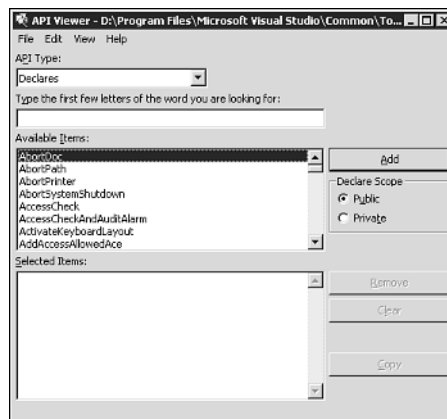 API Viewer - D:\Program Files\Microsoft Visual Studio\Common\To...
File Edit View Help
API Type:
Declares
Type the first few letters of the word you are looking for:
Available Items:
AbortDoc
AbortPath
AbortPrinter
AbortSystemShutdown
AccessCheck
AccessCheckAndAuditAlarm
ActivateKeyboardLayout
AddAccessAllowedAce
Add
Declare Scope
Public
Private
Selected Items:
Remove
Clear
Copy